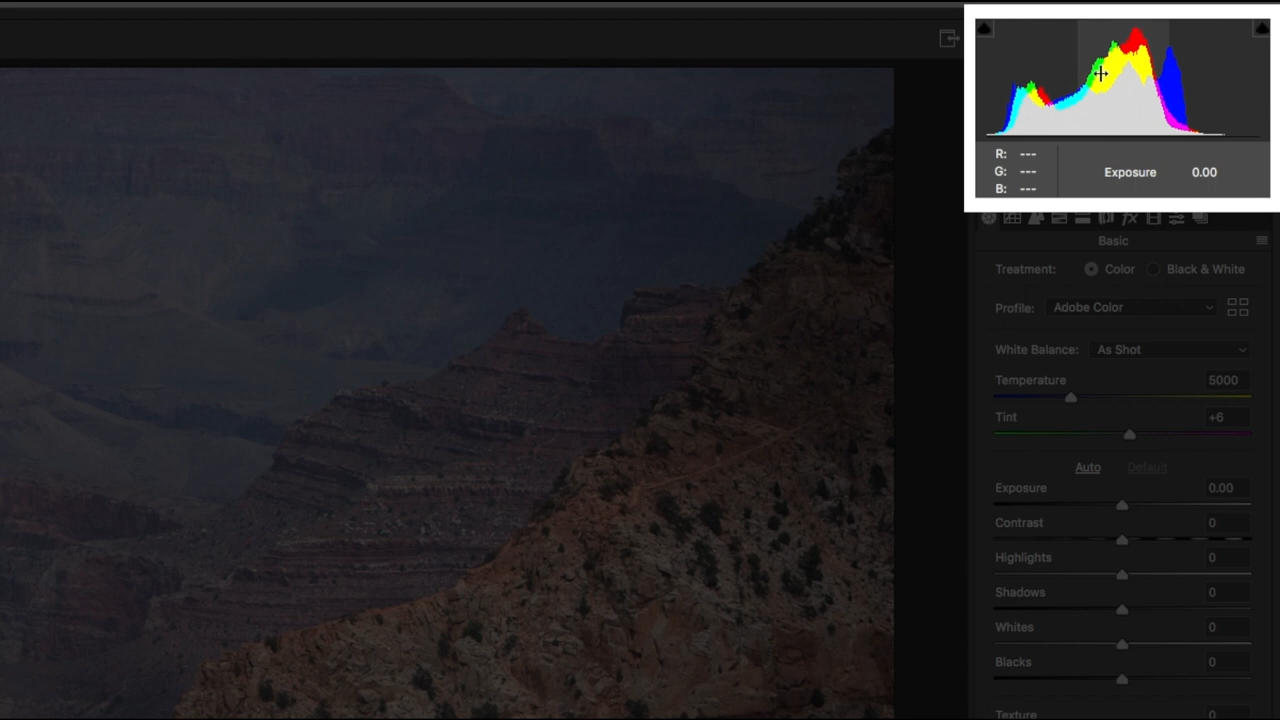 R: ---
G: ---
B: ---
Exposure 0.00
fx
Basic
Treatment: Color Black & White
Profile: Adobe Color
White Balance: As Shot
Temperature 5000
Tint +6
Auto Default
Exposure 0.00
Contrast 0
Highlights 0
Shadows 0
Whites 0
Blacks 0
Texture 0